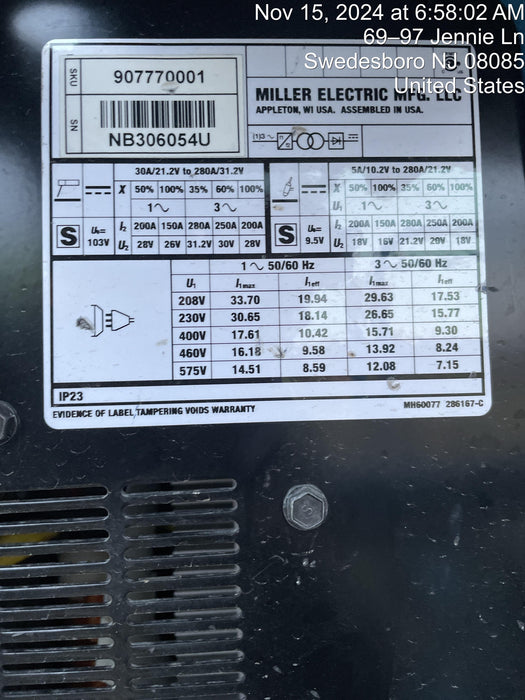 Nov 15, 2024 at 6:58:02 AM
69–97 Jennie Ln
Swedesboro NJ 08085
United States
SKU 907770001
SN NB306054U
MILLER ELECTRIC MFG. LLC
APPLETON, WI USA. ASSEMBLED IN USA.
(1)3~
30A/21.2V to 280A/31.2V
X 50% 100% 35% 60% 100%
1~ 3~
S U₀= 103V
I₂ 200A 150A 280A 250A 200A
U₂ 28V 26V 31.2V 30V 28V
5A/10.2V to 280A/21.2V
X 50% 100% 35% 60% 100%
U₁ 1~ 3~
S U₀= 9.5V
I₂ 200A 150A 280A 250A 200A
U₂ 18V 16V 21.2V 20V 18V
1~ 50/60 Hz 3~ 50/60 Hz
U₁ I₁max I₁eff I₁max I₁eff
208V 33.70 19.94 29.63 17.53
230V 30.65 18.14 26.65 15.77
400V 17.61 10.42 15.71 9.30
460V 16.18 9.58 13.92 8.24
575V 14.51 8.59 12.08 7.15
IP23
EVIDENCE OF LABEL TAMPERING VOIDS WARRANTY
MH60077 286167-C